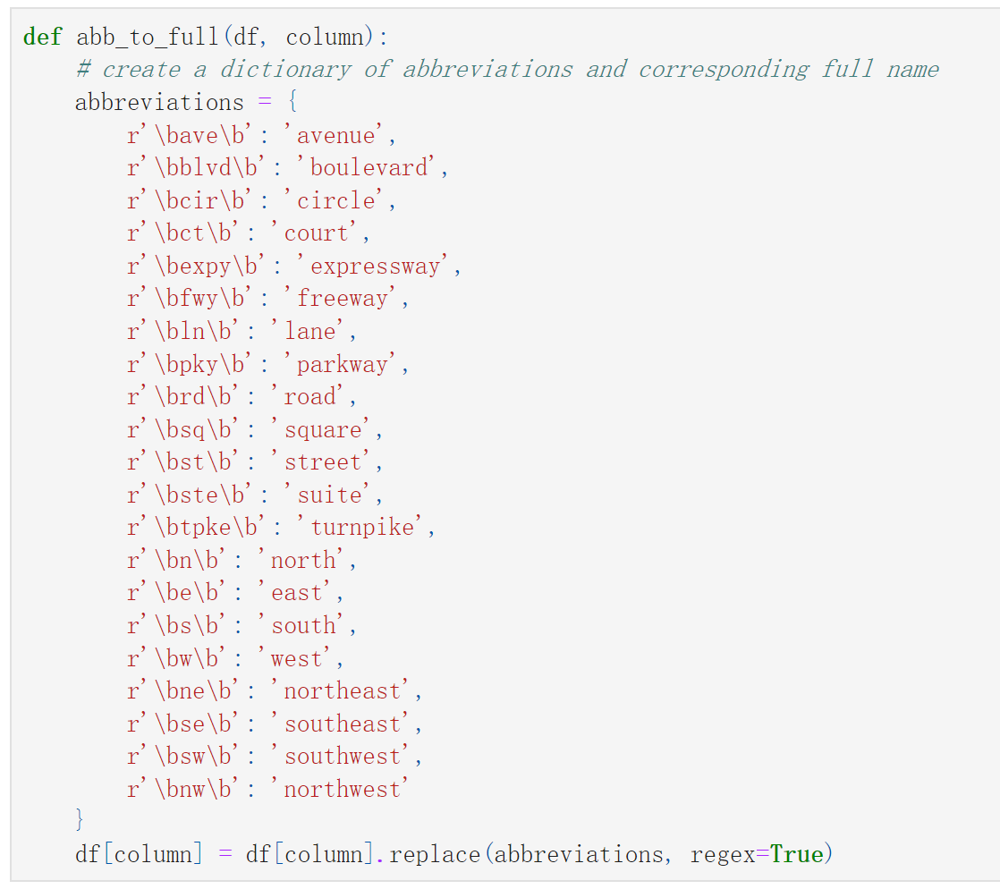 def abb_to_full(df, column):
    # create a dictionary of abbreviations and corresponding full name
    abbreviations = {
        r'\bave\b': 'avenue',
        r'\bblvd\b': 'boulevard',
        r'\bcir\b': 'circle',
        r'\bct\b': 'court',
        r'\bexpy\b': 'expressway',
        r'\bfwy\b': 'freeway',
        r'\bln\b': 'lane',
        r'\bpky\b': 'parkway',
        r'\brd\b': 'road',
        r'\bsq\b': 'square',
        r'\bst\b': 'street',
        r'\bste\b': 'suite',
        r'\btpke\b': 'turnpike',
        r'\bn\b': 'north',
        r'\be\b': 'east',
        r'\bs\b': 'south',
        r'\bw\b': 'west',
        r'\bne\b': 'northeast',
        r'\bse\b': 'southeast',
        r'\bsw\b': 'southwest',
        r'\bnw\b': 'northwest'
    }
    df[column] = df[column].replace(abbreviations, regex=True)